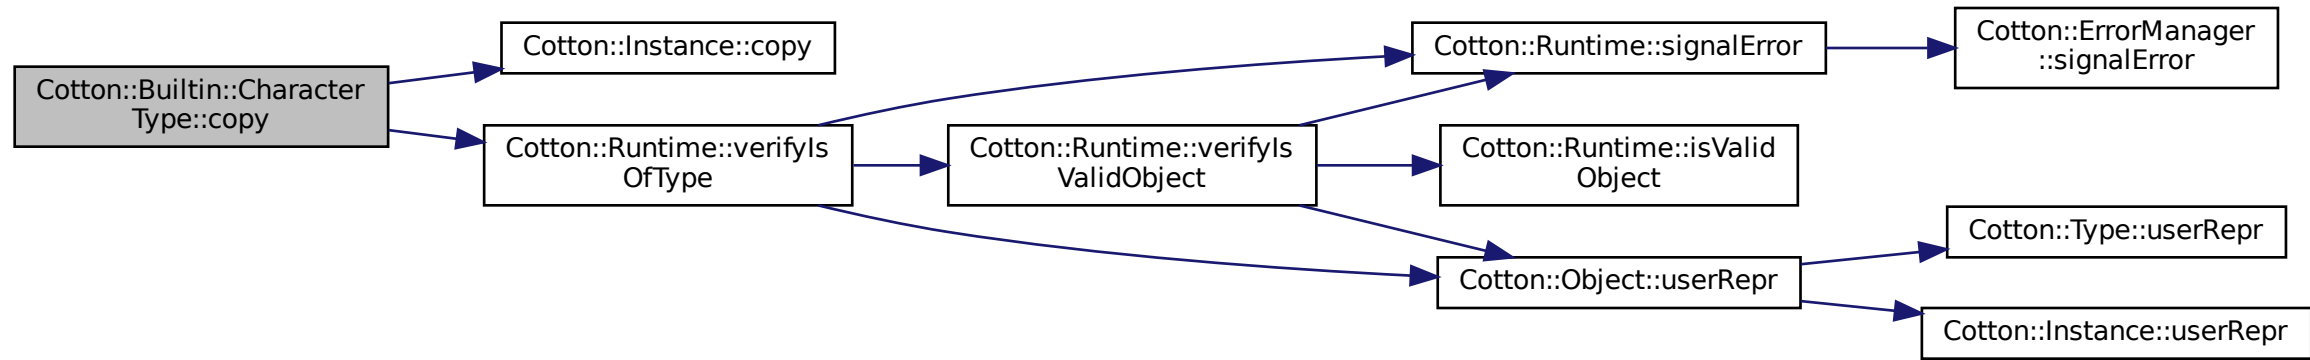 Cotton::Builtin::Character
Type::copy
Cotton::Instance::copy
Cotton::Runtime::verifyIs
OfType
Cotton::Runtime::verifyIs
ValidObject
Cotton::Runtime::signalError
Cotton::ErrorManager
::signalError
Cotton::Runtime::isValid
Object
Cotton::Object::userRepr
Cotton::Type::userRepr
Cotton::Instance::userRepr